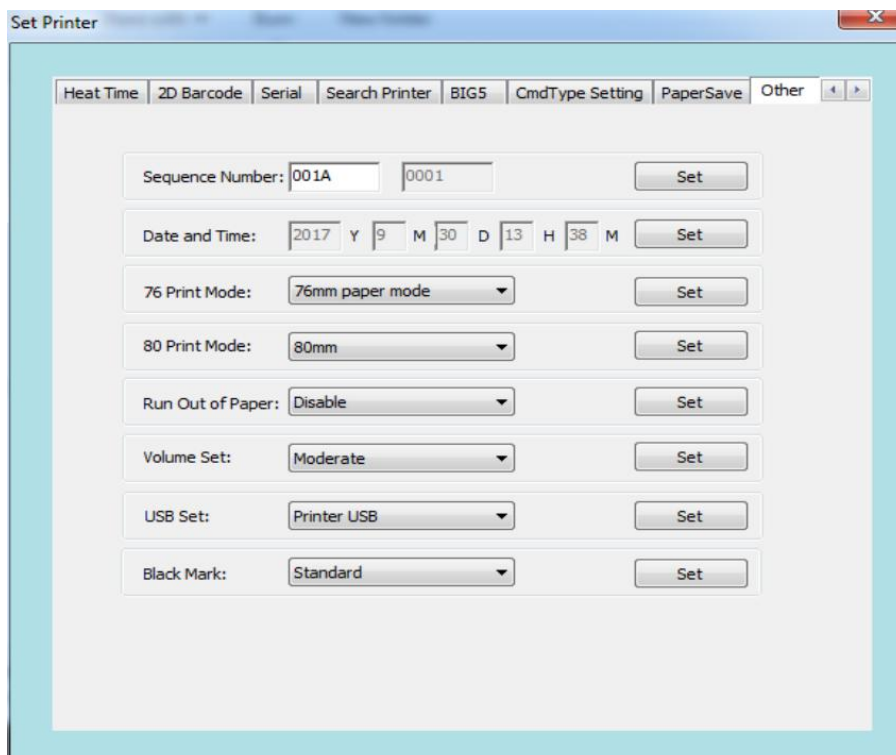 Set Printer
Heat Time 2D Barcode Serial Search Printer BIG5 CmdType Setting PaperSave Other
Sequence Number: 001A 0001 Set
Date and Time: 2017 Y 9 M 30 D 13 H 38 M Set
76 Print Mode: 76mm paper mode Set
80 Print Mode: 80mm Set
Run Out of Paper: Disable Set
Volume Set: Moderate Set
USB Set: Printer USB Set
Black Mark: Standard Set